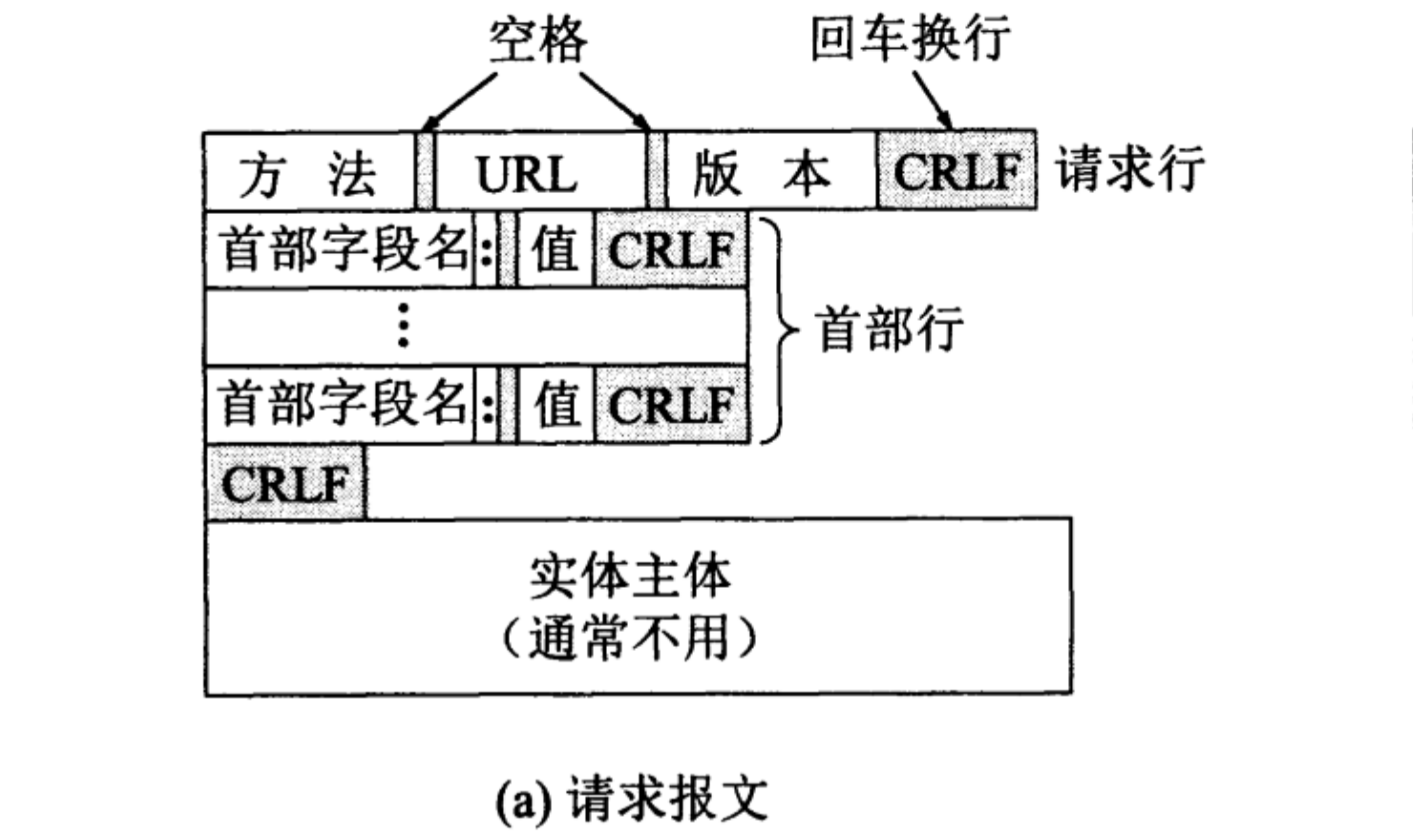 空格 回车换行
方 法 URL 版 本 CRLF 请求行
首部字段名 : 值 CRLF
⋮ 首部行
首部字段名 : 值 CRLF
CRLF
实体主体
（通常不用）
(a) 请求报文